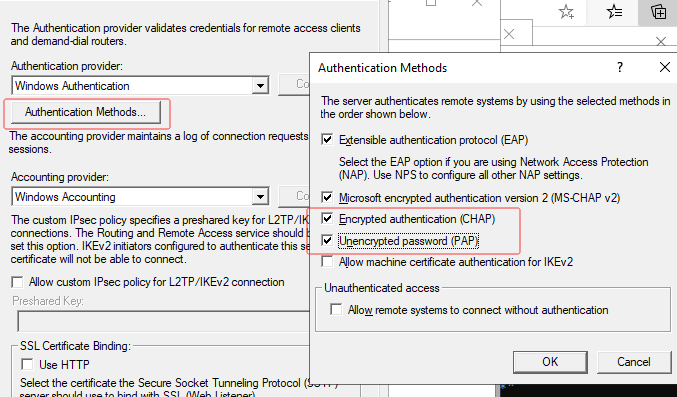 The Authentication provider validates credentials for remote access clients
and demand-dial routers.
Authentication provider:
Windows Authentication
Co
Authentication Methods...
The accounting provider maintains a log of connection requests
sessions.
Accounting provider:
Windows Accounting
Co
The custom IPsec policy specifies a preshared key for L2TP/IK
connections. The Routing and Remote Access service should b
set this option. IKEv2 initiators configured to authenticate this se
certificate will not be able to connect.
Allow custom IPsec policy for L2TP/IKEv2 connection
Preshared Key:
SSL Certificate Binding:
Use HTTP
Select the certificate the Secure Socket Tunneling Protocol
server should use to bind with SSL (Web Listener)
Authentication Methods
?
The server authenticates remote systems by using the selected methods in
the order shown below.
Extensible authentication protocol (EAP)
Select the EAP option if you are using Network Access Protection
(NAP). Use NPS to configure all other NAP settings.
Microsoft encrypted authentication version 2 (MS-CHAP v2)
Encrypted authentication (CHAP)
Unencrypted password (PAP)
Allow machine certificate authentication for IKEv2
Unauthenticated access
Allow remote systems to connect without authentication
OK
Cancel